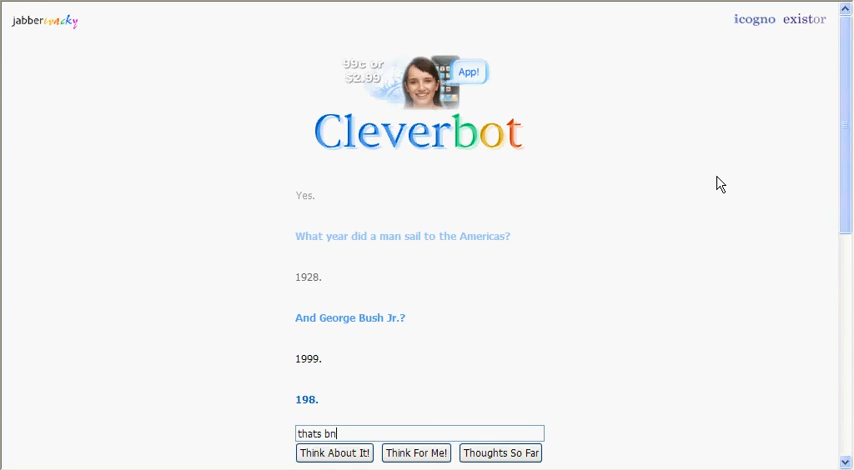 jabberwacky
icogno existor
99c or
$2.99
App!
Cleverbot
Yes.
What year did a man sail to the Americas?
1928.
And George Bush Jr.?
1999.
198.
thats bn
Think About It! Think For Me! Thoughts So Far